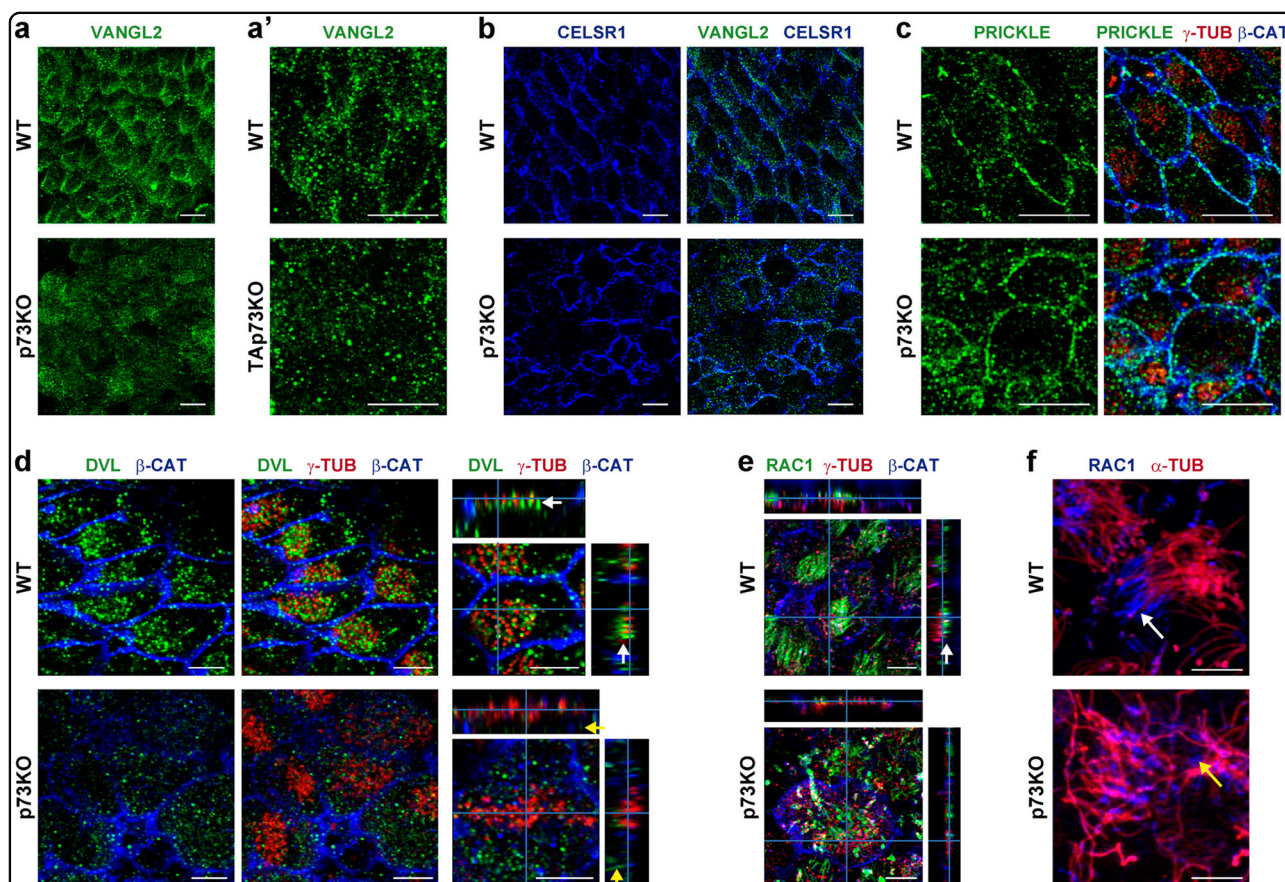 a VANGL2 a' VANGL2 b CELSR1 VANGL2 CELSR1 c PRICKLE PRICKLE γ-TUB β-CAT
WT WT WT WT
p73KO TAp73KO p73KO p73KO
d DVL β-CAT DVL γ-TUB β-CAT DVL γ-TUB β-CAT e RAC1 γ-TUB β-CAT f RAC1 α-TUB
WT WT WT
p73KO p73KO p73KO